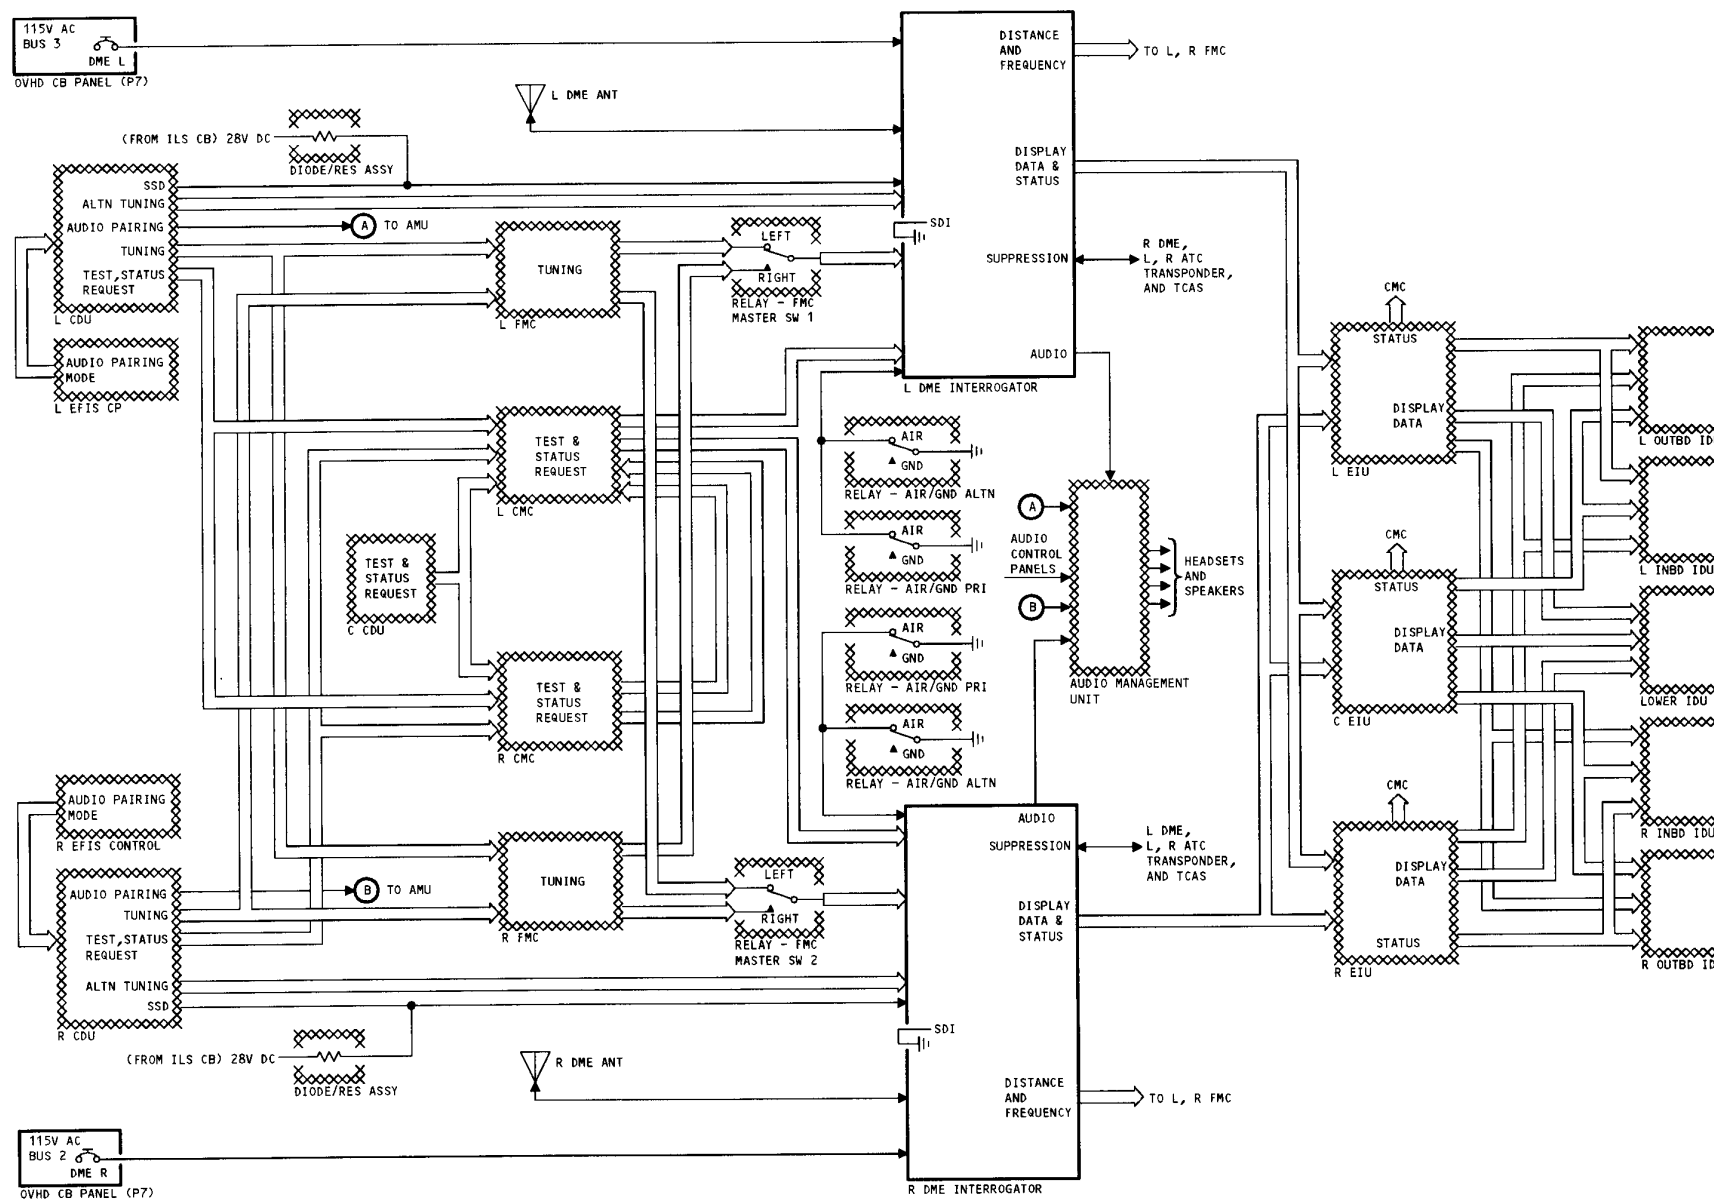 115V AC
BUS 3
DME L
OVHD CB PANEL (P7)
L DME ANT
(FROM ILS CB) 28V DC
DIODE/RES ASSY
SSD
ALTN TUNING
AUDIO PAIRING
TUNING
TEST,STATUS
REQUEST
L CDU
A TO AMU
AUDIO PAIRING
MODE
L EFIS CP
TUNING
L FMC
LEFT
RIGHT
RELAY - FMC
MASTER SW 1
DISTANCE
AND
FREQUENCY
TO L, R FMC
DISPLAY
DATA &
STATUS
SDI
SUPPRESSION
R DME,
L, R ATC
TRANSPONDER,
AND TCAS
AUDIO
L DME INTERROGATOR
TEST &
STATUS
REQUEST
L CMC
TEST &
STATUS
REQUEST
C CDU
TEST &
STATUS
REQUEST
R CMC
AIR
GND
RELAY - AIR/GND ALTN
AIR
GND
RELAY - AIR/GND PRI
AIR
GND
RELAY - AIR/GND PRI
AIR
GND
RELAY - AIR/GND ALTN
A
AUDIO
CONTROL
PANELS
B
HEADSETS
AND
SPEAKERS
AUDIO MANAGEMENT
UNIT
CMC
STATUS
DISPLAY
DATA
L EIU
CMC
STATUS
DISPLAY
DATA
C EIU
CMC
DISPLAY
DATA
STATUS
R EIU
L OUTBD ID
L INBD IDU
LOWER IDU
R INBD IDU
R OUTBD ID
AUDIO PAIRING
MODE
R EFIS CONTROL
AUDIO PAIRING
TUNING
TEST,STATUS
REQUEST
ALTN TUNING
SSD
R CDU
B TO AMU
TUNING
R FMC
LEFT
RIGHT
RELAY - FMC
MASTER SW 2
AUDIO
SUPPRESSION
L DME,
L, R ATC
TRANSPONDER,
AND TCAS
DISPLAY
DATA &
STATUS
SDI
DISTANCE
AND
FREQUENCY
TO L, R FMC
R DME INTERROGATOR
(FROM ILS CB) 28V DC
DIODE/RES ASSY
R DME ANT
115V AC
BUS 2
DME R
OVHD CB PANEL (P7)